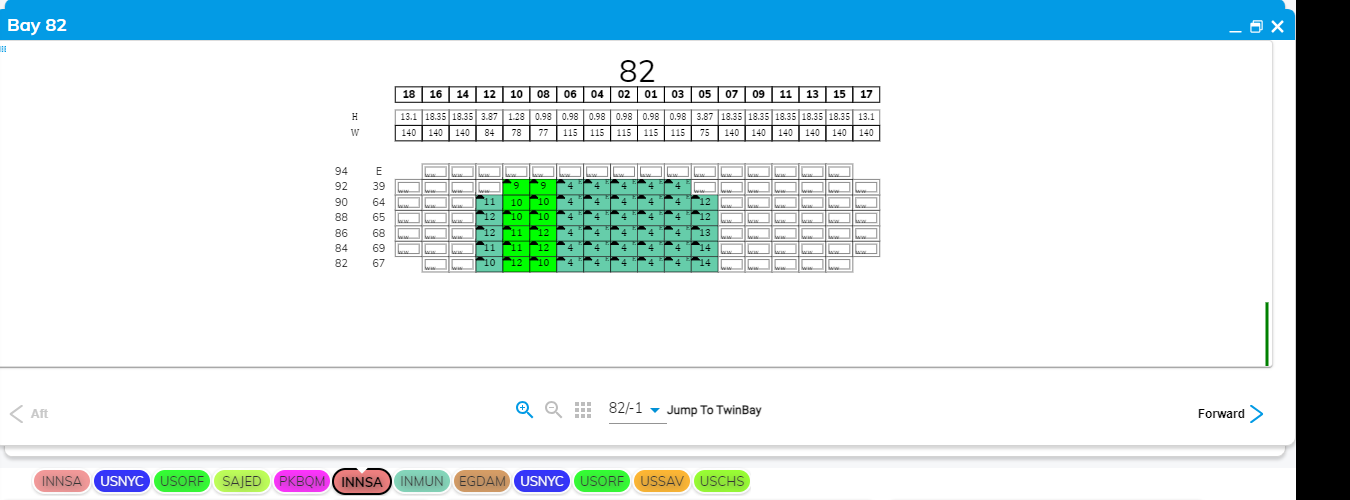 Bay 82
82
18 16 14 12 10 08 06 04 02 01 03 05 07 09 11 13 15 17
H 13.1 18.35 18.35 3.87 1.28 0.98 0.98 0.98 0.98 0.98 0.98 3.87 18.35 18.35 18.35 18.35 18.35 13.1
W 140 140 140 84 78 77 115 115 115 115 115 75 140 140 140 140 140 140
94 E
92 39 9 9 4 4 4 4 4
90 64 11 10 10 4 4 4 4 4 12
88 65 12 10 10 4 4 4 4 4 12
86 68 12 11 12 4 4 4 4 4 13
84 69 11 11 12 4 4 4 4 4 14
82 67 10 12 10 4 4 4 4 4 14
Aft 82/-1 Jump To TwinBay Forward
INNSA USNYC USORF SAJED PKBQM INNSA INMUN EGDAM USNYC USORF USSAV USCHS